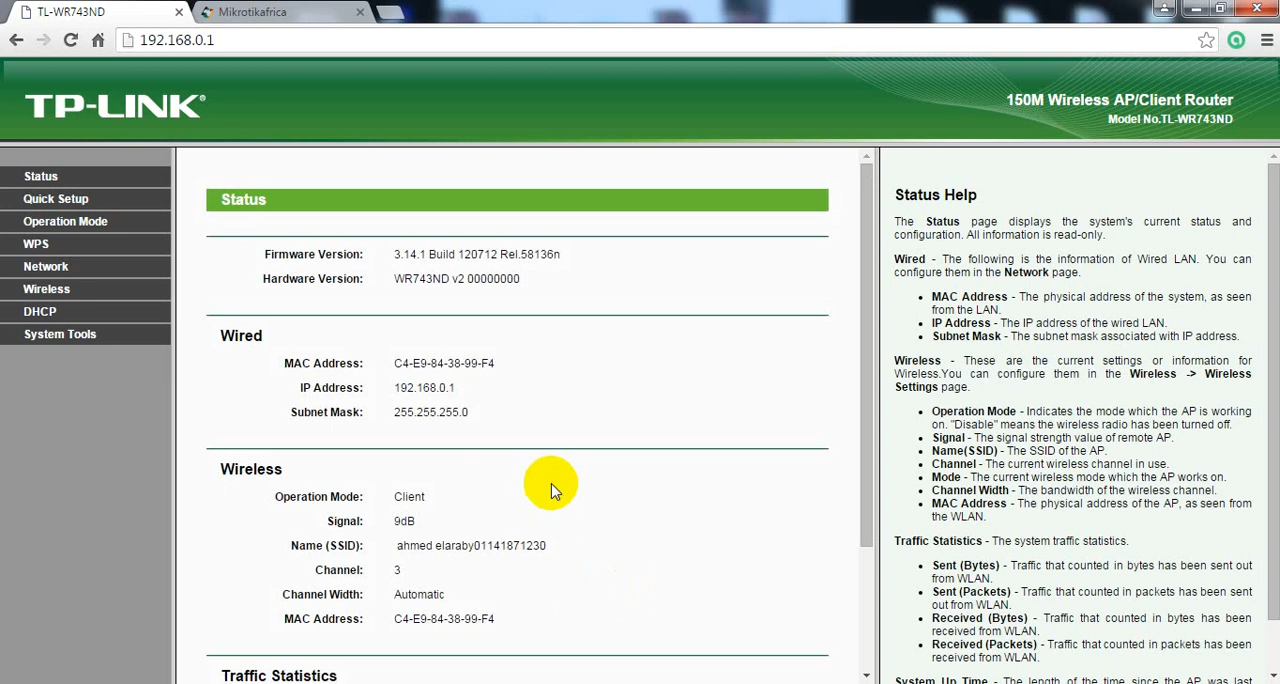 TL-WR743ND
Mikrotikafrica
192.168.0.1
TP-LINK®
150M Wireless AP/Client Router
Model No.TL-WR743ND
Status
Quick Setup
Operation Mode
WPS
Network
Wireless
DHCP
System Tools
Status
Firmware Version: 3.14.1 Build 120712 Rel.58136n
Hardware Version: WR743ND v2 00000000
Wired
MAC Address: C4-E9-84-38-99-F4
IP Address: 192.168.0.1
Subnet Mask: 255.255.255.0
Wireless
Operation Mode: Client
Signal: 9dB
Name (SSID): ahmed elaraby01141871230
Channel: 3
Channel Width: Automatic
MAC Address: C4-E9-84-38-99-F4
Traffic Statistics
Status Help
The Status page displays the system's current status and
configuration. All information is read-only.
Wired - The following is the information of Wired LAN. You can
configure them in the Network page.
• MAC Address - The physical address of the system, as seen
from the LAN.
• IP Address - The IP address of the wired LAN.
• Subnet Mask - The subnet mask associated with IP address.
Wireless - These are the current settings or information for
Wireless.You can configure them in the Wireless -> Wireless
Settings page.
• Operation Mode - Indicates the mode which the AP is working
on. "Disable" means the wireless radio has been turned off.
• Signal - The signal strength value of remote AP.
• Name(SSID) - The SSID of the AP.
• Channel - The current wireless channel in use.
• Mode - The current wireless mode which the AP works on.
• Channel Width - The bandwidth of the wireless channel.
• MAC Address - The physical address of the AP, as seen from
the WLAN.
Traffic Statistics - The system traffic statistics.
• Sent (Bytes) - Traffic that counted in bytes has been sent out
from WLAN.
• Sent (Packets) - Traffic that counted in packets has been sent
out from WLAN.
• Received (Bytes) - Traffic that counted in bytes has been
received from WLAN.
• Received (Packets) - Traffic that counted in packets has been
received from WLAN.
System Up Time - The length of the time since the AP was last